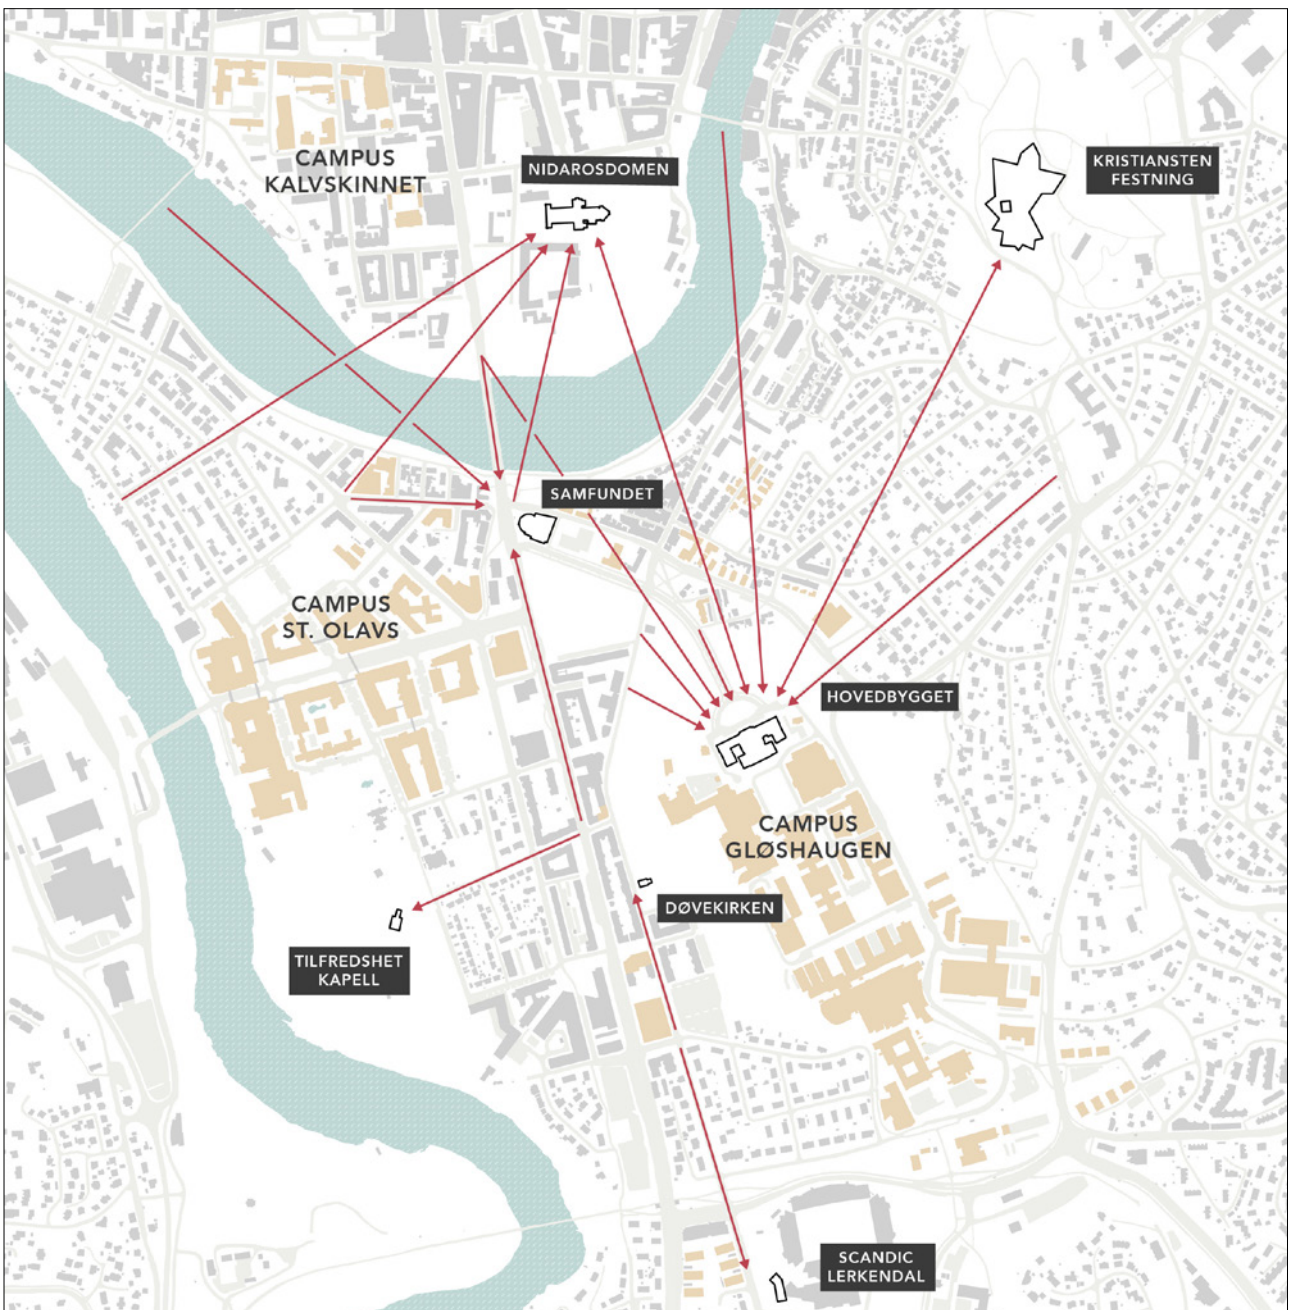 CAMPUS
KALVSKINNET
NIDAROSDOMEN
KRISTIANSTEN
FESTNING
SAMFUNDET
CAMPUS
ST. OLAVS
HOVEDBYGGET
CAMPUS
GLØSHAUGEN
DØVEKIRKEN
TILFREDSHET
KAPELL
SCANDIC
LERKENDAL